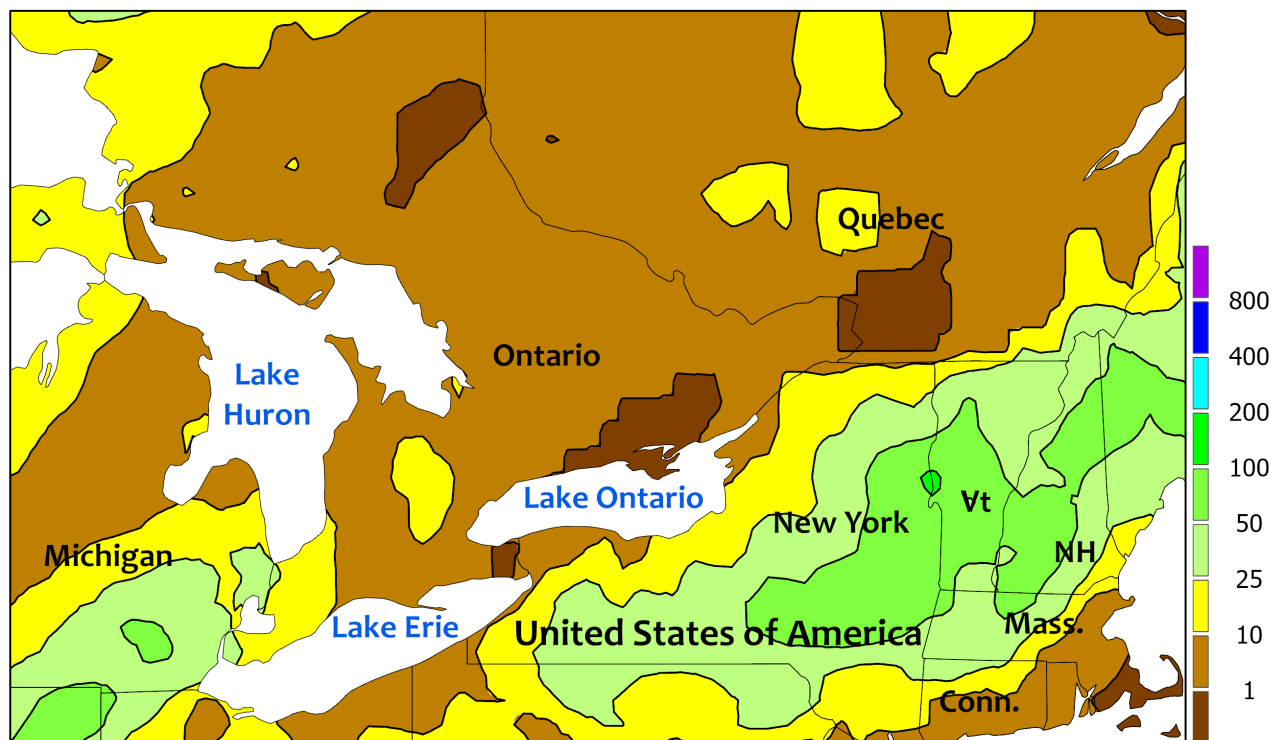 Quebec
800
Ontario
400
Lake
Huron
200
100
Lake Ontario
50
New York
Vt
Michigan
NH
25
Lake Erie
United States of America
Mass.
10
Conn.
1